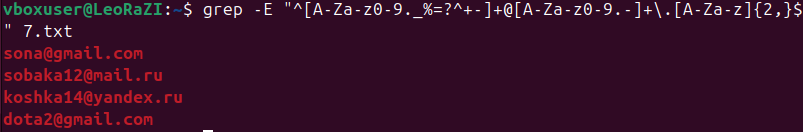 vboxuser@LeoRaZI:~$ grep -E "^[A-Za-z0-9._%=?^+-]+@[A-Za-z0-9.-]+\.[A-Za-z]{2,}$
" 7.txt
sona@gmail.com
sobaka12@mail.ru
koshka14@yandex.ru
dota2@gmail.com